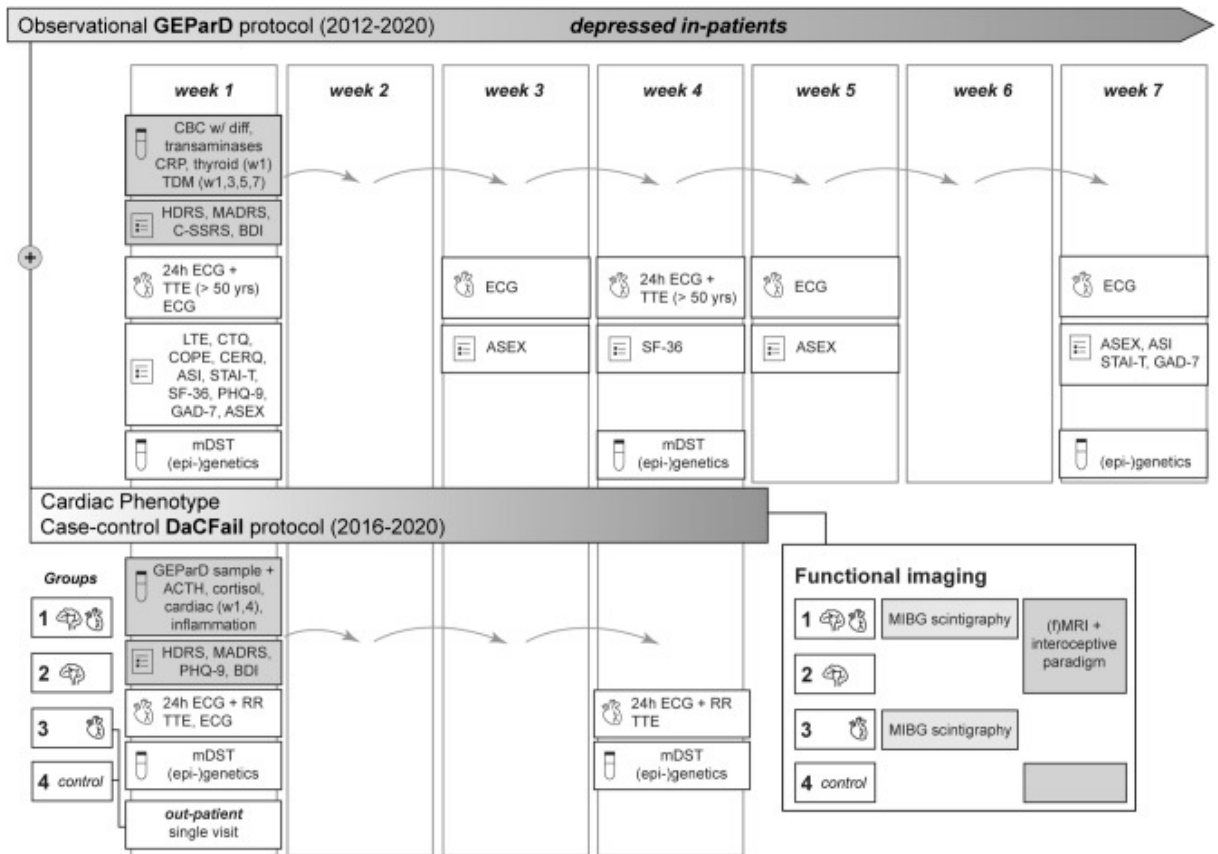 Observational GEParD protocol (2012-2020) depressed in-patients
week 1
week 2
week 3
week 4
week 5
week 6
week 7
CBC w/ diff,
transaminases
CRP, thyroid (w1)
TDM (w1,3,5,7)
HDRS, MADRS,
C-SSRS, BDI
+
24h ECG +
TTE (> 50 yrs)
ECG
ECG
24h ECG +
TTE (> 50 yrs)
ECG
ECG
LTE, CTQ,
COPE, CERQ,
ASI, STAI-T,
SF-36, PHQ-9,
GAD-7, ASEX
ASEX
SF-36
ASEX
ASEX, ASI
STAI-T, GAD-7
mDST
(epi-)genetics
mDST
(epi-)genetics
(epi-)genetics
Cardiac Phenotype
Case-control DaCFail protocol (2016-2020)
Groups
1
2
3
4 control
GEParD sample +
ACTH, cortisol,
cardiac (w1,4),
inflammation
HDRS, MADRS,
PHQ-9, BDI
24h ECG + RR
TTE, ECG
24h ECG + RR
TTE
mDST
(epi-)genetics
mDST
(epi-)genetics
out-patient
single visit
Functional imaging
1
MIBG scintigraphy
(f)MRI +
interoceptive
paradigm
2
3
MIBG scintigraphy
4 control